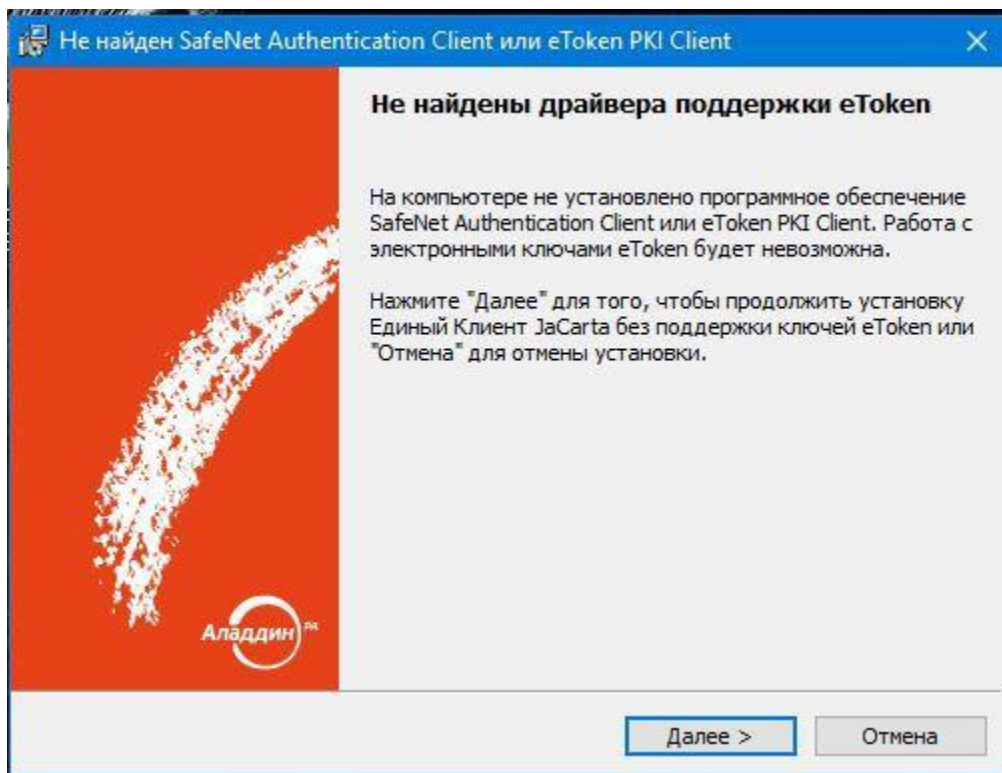 Не найден SafeNet Authentication Client или eToken PKI Client
Не найдены драйвера поддержки eToken
На компьютере не установлено программное обеспечение
SafeNet Authentication Client или eToken PKI Client. Работа с
электронными ключами eToken будет невозможна.
Нажмите "Далее" для того, чтобы продолжить установку
Единый Клиент JaCarta без поддержки ключей eToken или
"Отмена" для отмены установки.
Аладдин РД
Далее >
Отмена